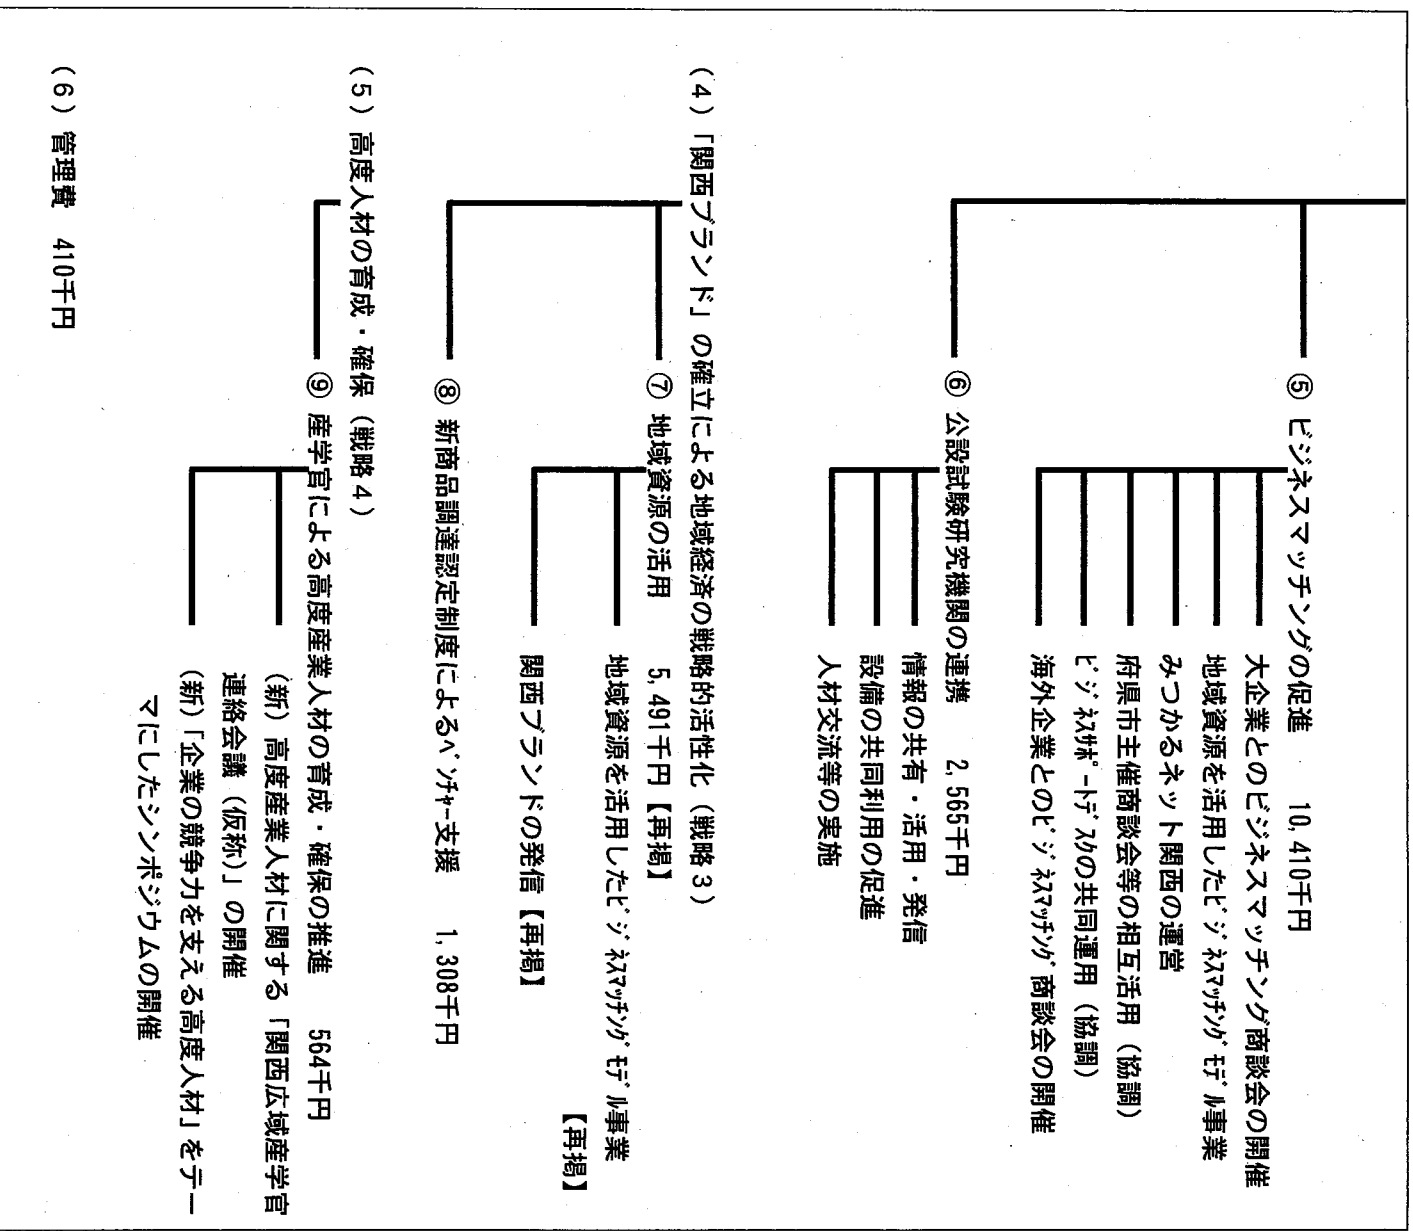 ⑤ ビジネスマッチングの促進　10,410千円
大企業とのビジネスマッチング商談会の開催
地域資源を活用したﾋﾞｼﾞﾈｽﾏｯﾁﾝｸﾞﾓﾃﾞﾙ事業
みつかるネット関西の運営
府県市主催商談会等の相互活用（協調）
ﾋﾞｼﾞﾈｽｻﾎﾟｰﾄﾃﾞｽｸの共同運用（協調）
海外企業とのﾋﾞｼﾞﾈｽﾏｯﾁﾝｸﾞ商談会の開催
⑥ 公設試験研究機関の連携　2,565千円
情報の共有・活用・発信
設備の共同利用の促進
人材交流等の実施
（4）「関西ブランド」の確立による地域経済の戦略的活性化（戦略3）
⑦ 地域資源の活用　5,491千円【再掲】
地域資源を活用したﾋﾞｼﾞﾈｽﾏｯﾁﾝｸﾞﾓﾃﾞﾙ事業
【再掲】
関西ブランドの発信【再掲】
⑧ 新商品調達認定制度によるﾍﾞﾝﾁｬｰ支援　1,308千円
（5）高度人材の育成・確保（戦略4）
⑨ 産学官による高度産業人材の育成・確保の推進　564千円
（新）高度産業人材に関する「関西広域産学官
連絡会議（仮称）」の開催
（新）「企業の競争力を支える高度人材」をテー
マにしたシンポジウムの開催
（6）管理費　410千円